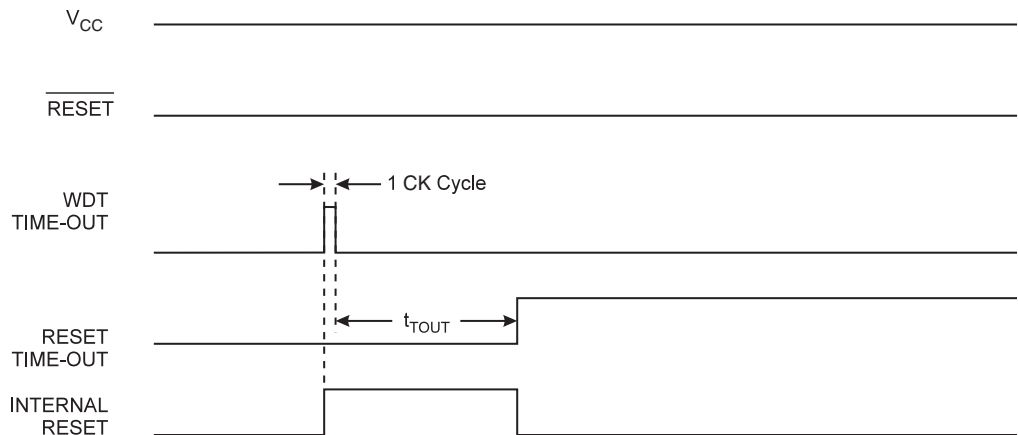 VCC
RESET
1 CK Cycle
WDT
TIME-OUT
tTOUT
RESET
TIME-OUT
INTERNAL
RESET